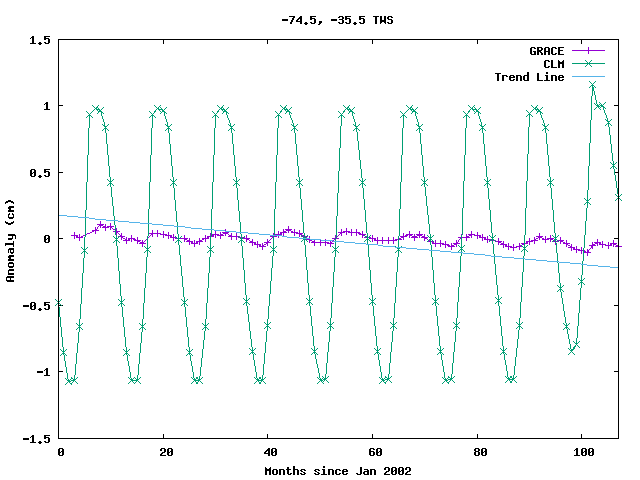 -74.5, -35.5 TWS
GRACE
CLM
Trend Line
1.5
1
0.5
0
-0.5
-1
-1.5
Anomaly (cm)
0 20 40 60 80 100
Months since Jan 2002